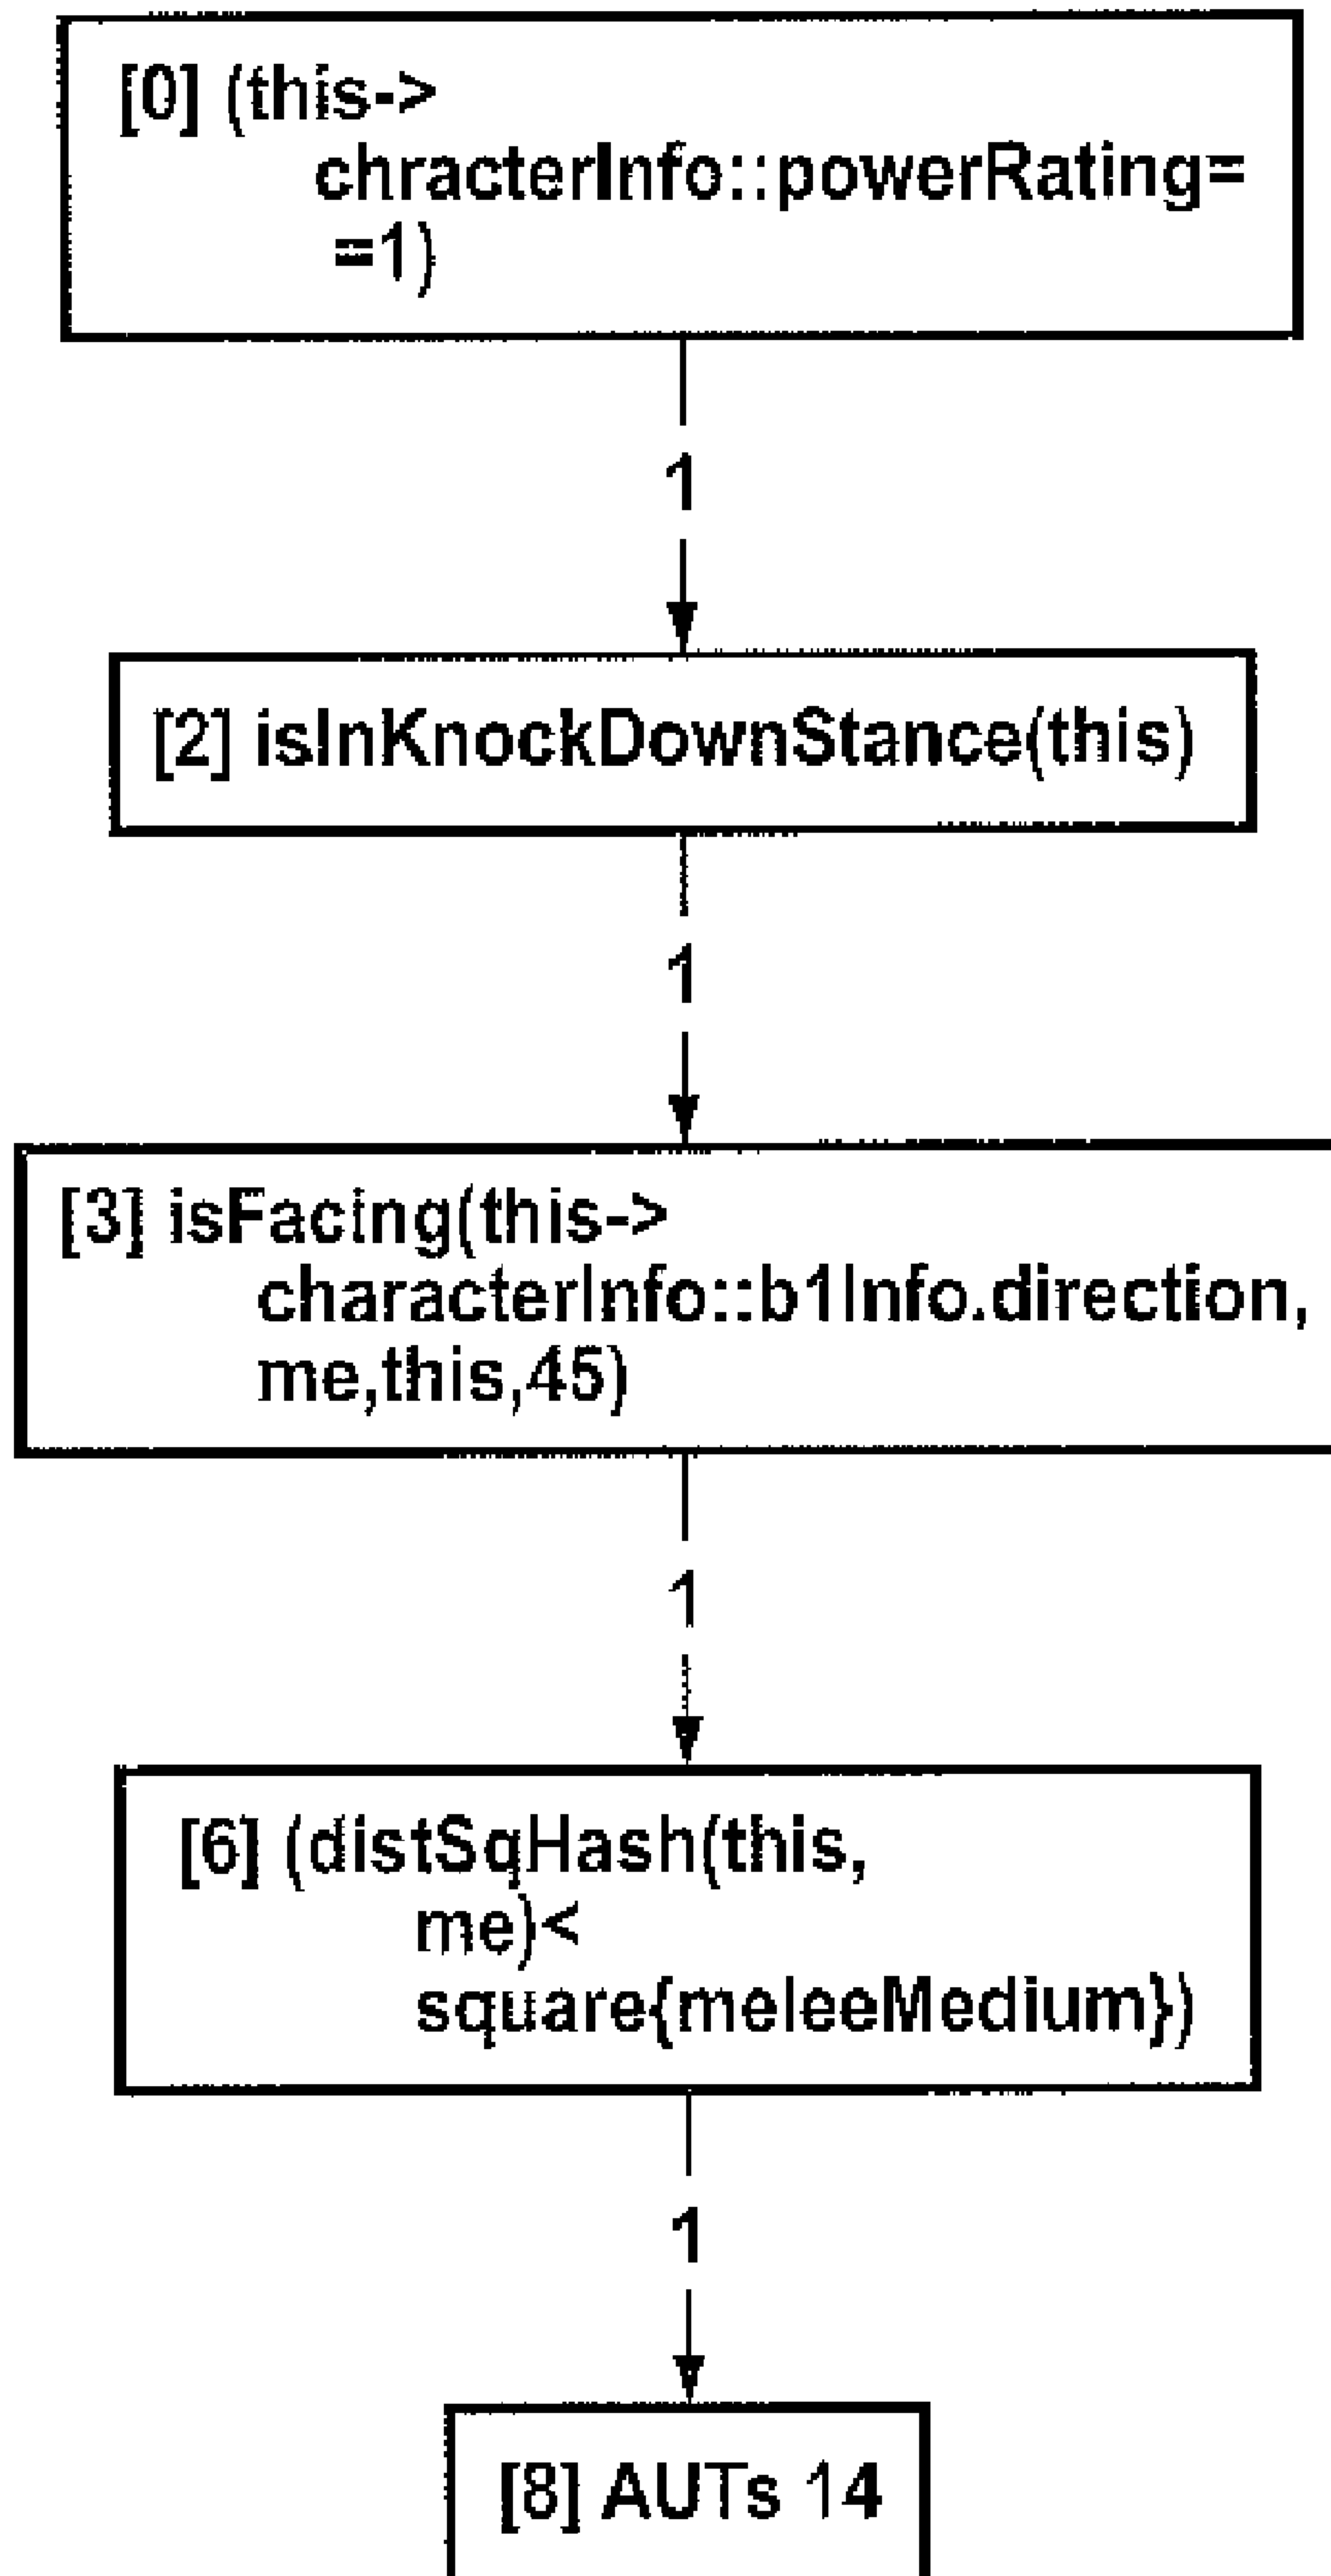 [0] (this->
chracterInfo::powerRating=
=1)
1
[2] isInKnockDownStance(this)
1
[3] isFacing(this->
characterInfo::b1Info.direction,
me,this,45)
1
[6] (distSqHash(this,
me)<
square{meleeMedium})
1
[8] AUTs 14